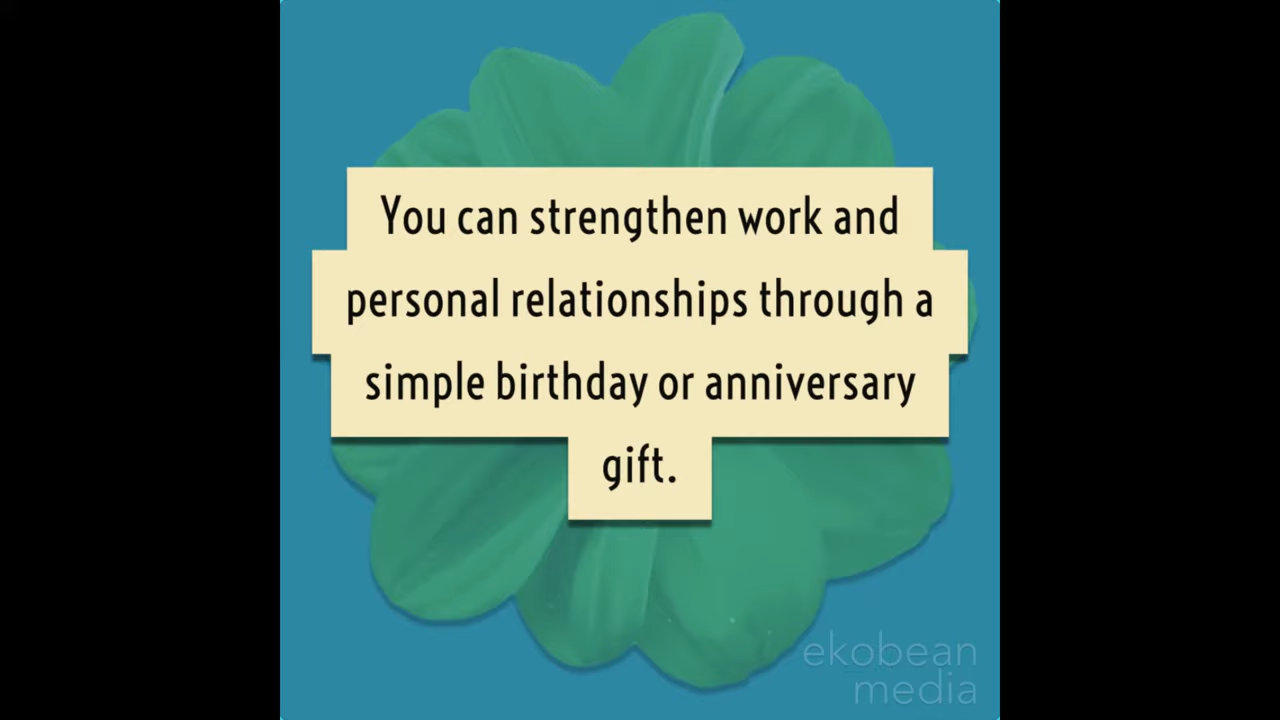 You can strengthen work and
personal relationships through a
simple birthday or anniversary
gift.
ekobean
media